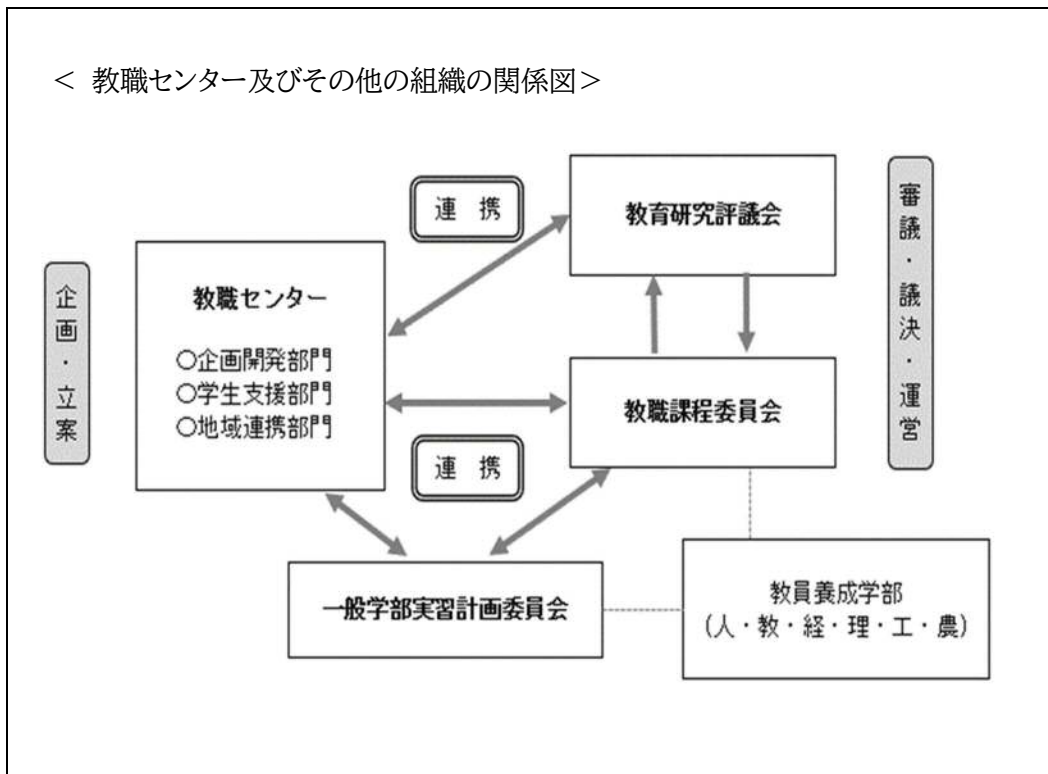 < 教職センター及びその他の組織の関係図>
連 携
教育研究評議会
審議・議決・運営
企画・立案
教職センター
○企画開発部門
○学生支援部門
○地域連携部門
教職課程委員会
連 携
一般学部実習計画委員会
教員養成学部
(人・教・経・理・工・農)